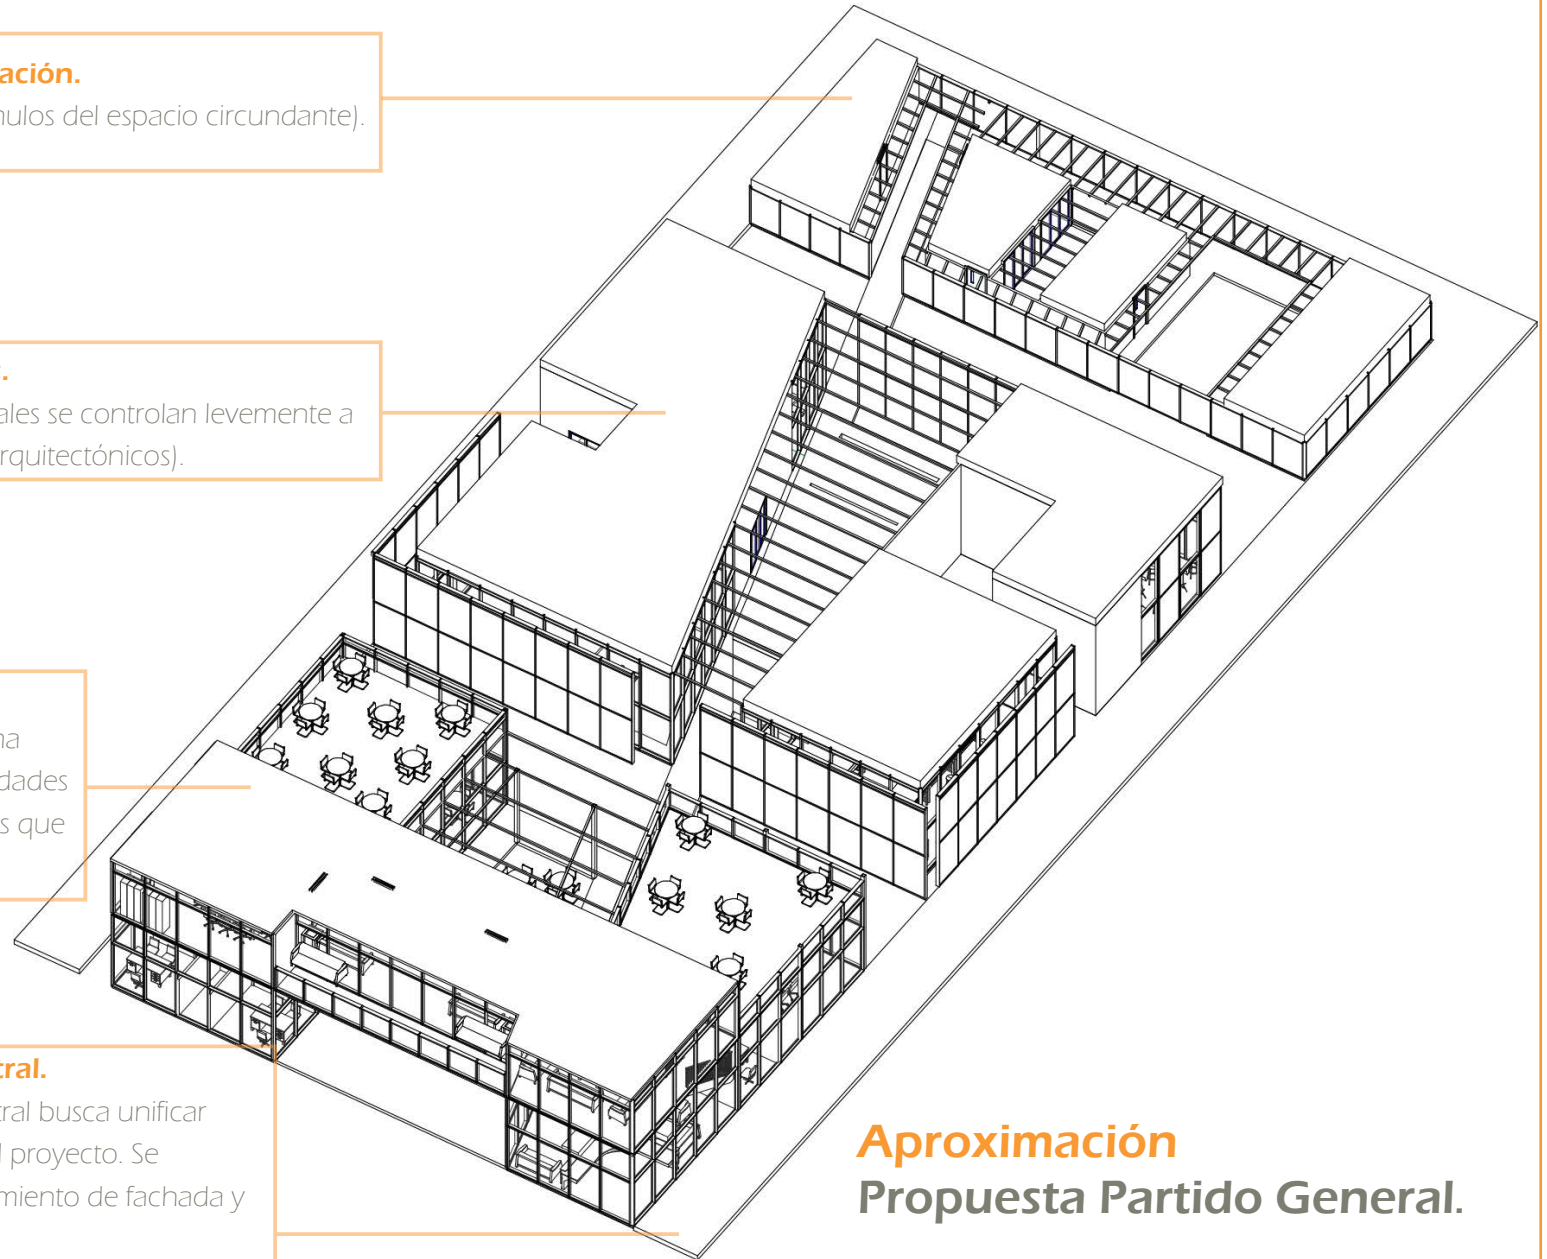 ación.
nulos del espacio circundante).
ales se controlan levemente a
rquitectónicos).
na
dades
s que
tral.
tral busca unificar
l proyecto. Se
miento de fachada y
Aproximación
Propuesta Partido General.